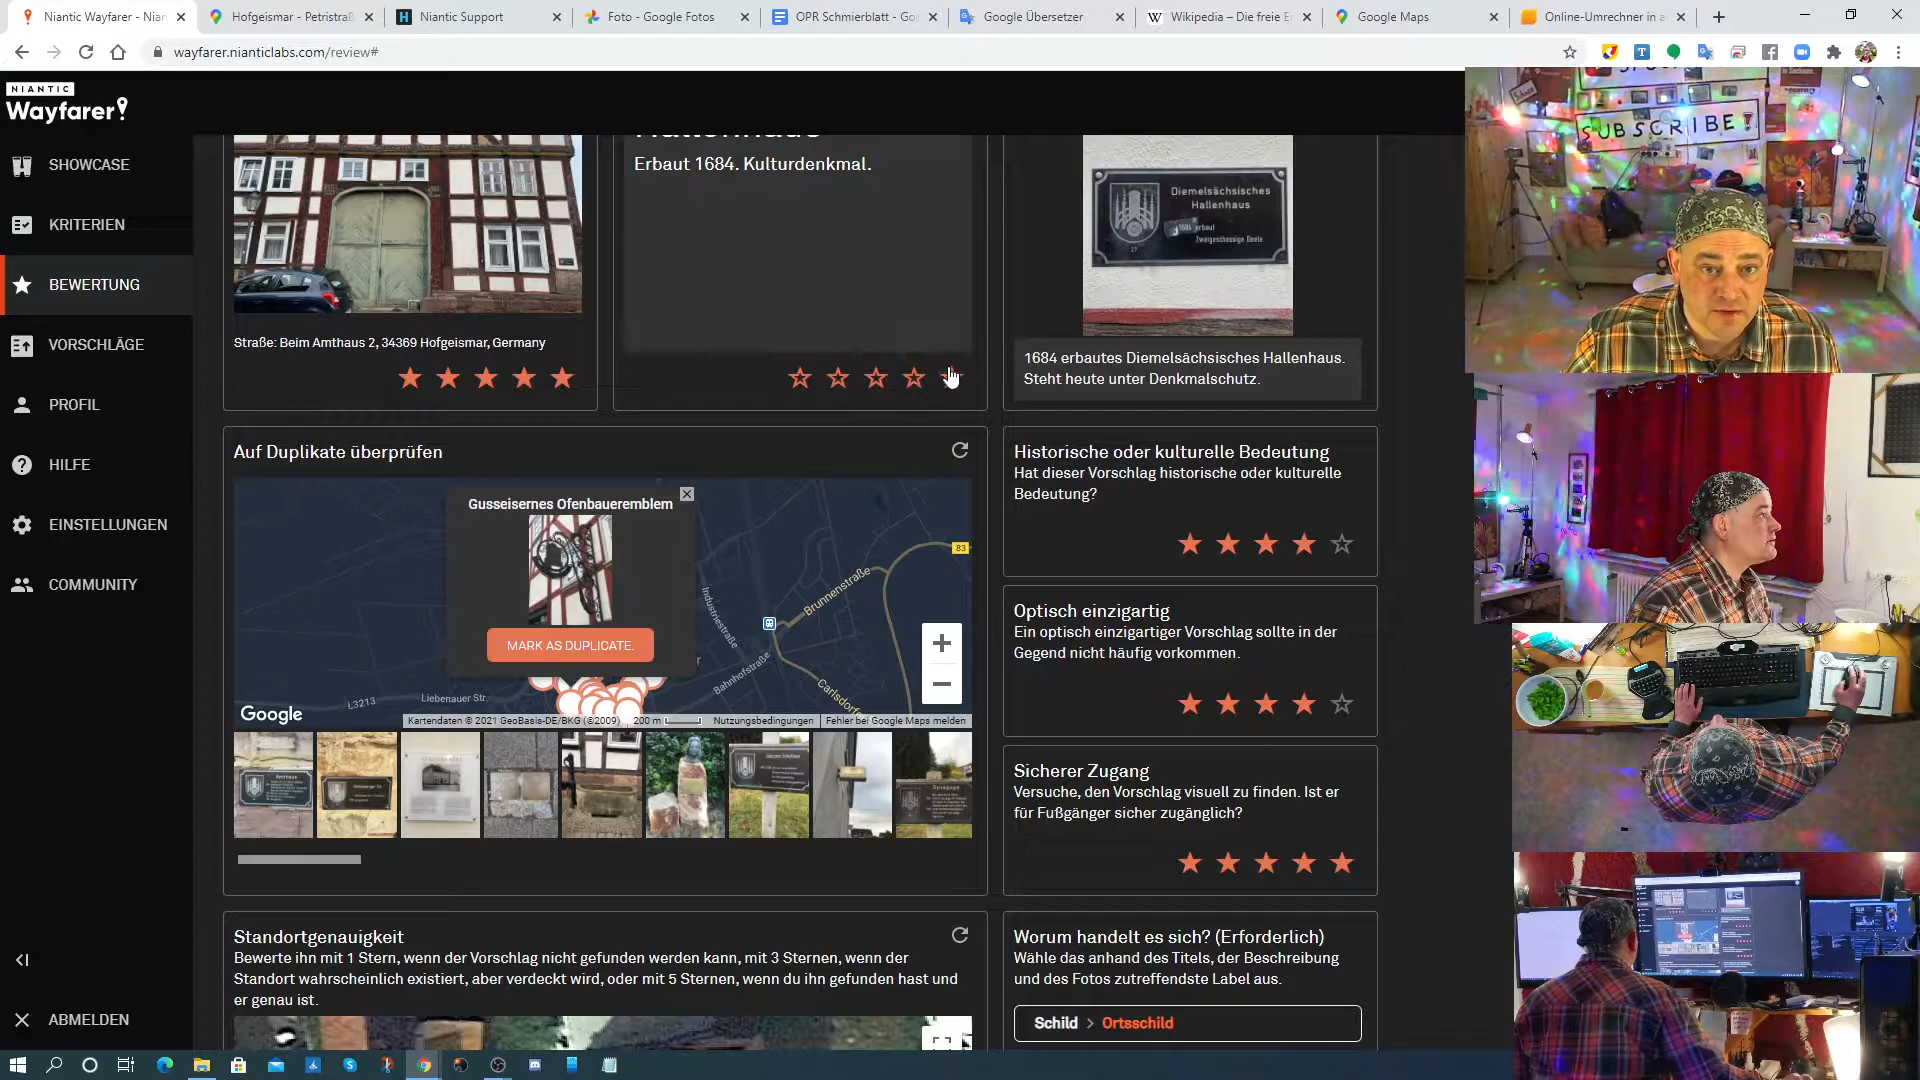 Niantic Wayfarer - Nian
Hofgeismar - Petristraß
Niantic Support
Foto - Google Fotos
OPR Schmierblatt - Go
Google Übersetzer
Wikipedia – Die freie E
Google Maps
Online-Umrechner in a
wayfarer.nianticlabs.com/review#
NIANTIC
Wayfarer
SHOWCASE
KRITERIEN
BEWERTUNG
VORSCHLÄGE
PROFIL
HILFE
EINSTELLUNGEN
COMMUNITY
ABMELDEN
Straße: Beim Amthaus 2, 34369 Hofgeismar, Germany
Erbaut 1684. Kulturdenkmal.
Diemelsächsisches
Hallenhaus
1684 erbaut
Zweigeschossige Deele
27
1684 erbautes Diemelsächsisches Hallenhaus.
Steht heute unter Denkmalschutz.
Auf Duplikate überprüfen
Gusseisernes Ofenbaueremblem
MARK AS DUPLICATE.
Industriestraße
Brunnenstraße
Bahnhofstraße
Carlsdorfer
83
L3213
Liebenauer Str.
Google
Kartendaten © 2021 GeoBasis-DE/BKG (©2009)
200 m
Nutzungsbedingungen
Fehler bei Google Maps melden
Historische oder kulturelle Bedeutung
Hat dieser Vorschlag historische oder kulturelle
Bedeutung?
Optisch einzigartig
Ein optisch einzigartiger Vorschlag sollte in der
Gegend nicht häufig vorkommen.
Sicherer Zugang
Versuche, den Vorschlag visuell zu finden. Ist er
für Fußgänger sicher zugänglich?
Standortgenauigkeit
Bewerte ihn mit 1 Stern, wenn der Vorschlag nicht gefunden werden kann, mit 3 Sternen, wenn der
Standort wahrscheinlich existiert, aber verdeckt wird, oder mit 5 Sternen, wenn du ihn gefunden hast und
er genau ist.
Worum handelt es sich? (Erforderlich)
Wähle das anhand des Titels, der Beschreibung
und des Fotos zutreffendste Label aus.
Schild > Ortsschild
SUBSCRIBE!